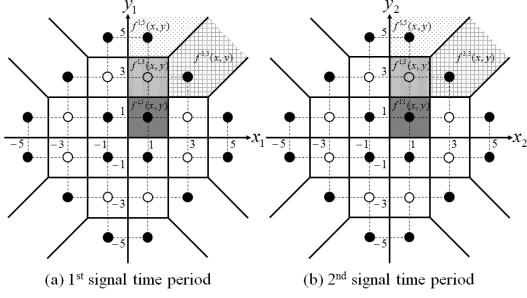 y1 y2
f^{1,5}(x, y) f^{1,5}(x, y)
5 5
f^{1,3}(x, y) f^{3,3}(x, y) f^{1,3}(x, y) f^{3,3}(x, y)
3 3
f^{1,1}(x, y) f^{1,1}(x, y)
1 1
−5 −3 −1 1 3 5 x1 −5 −3 −1 1 3 5 x2
−1 −1
−3 −3
−5 −5
(a) 1st signal time period (b) 2nd signal time period